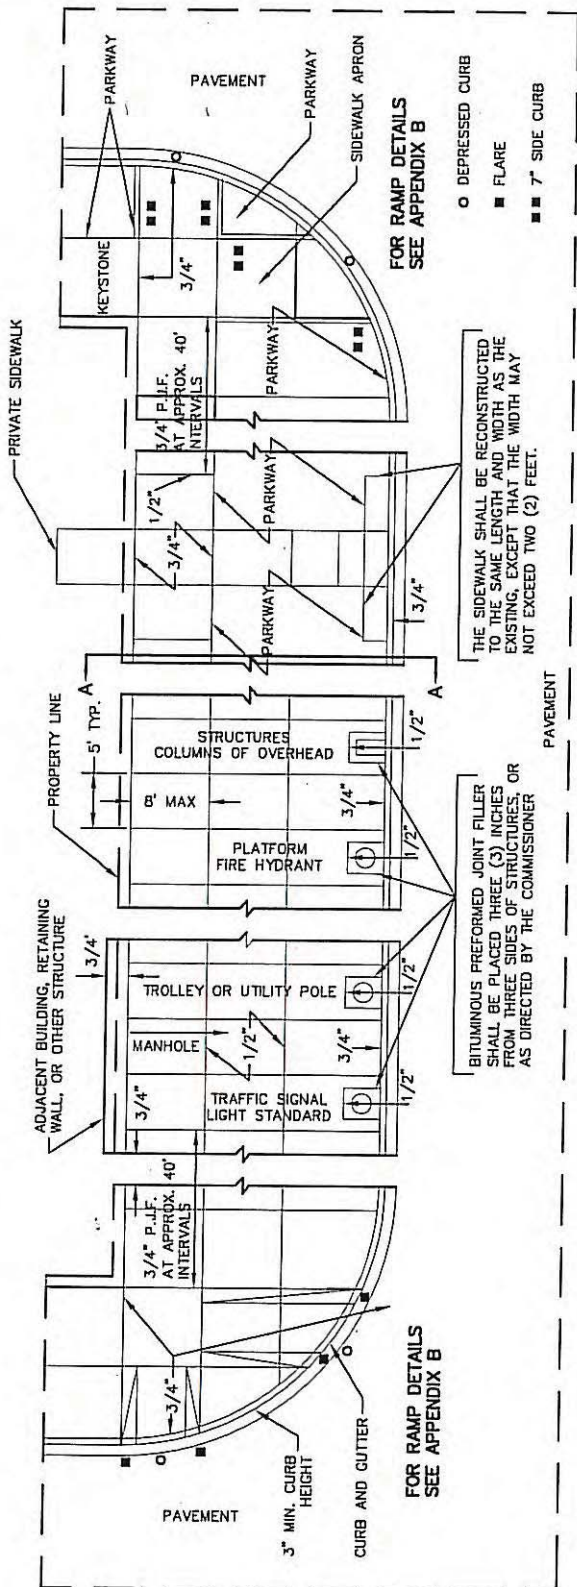 ADJACENT BUILDING, RETAINING
WALL, OR OTHER STRUCTURE
PROPERTY LINE
PRIVATE SIDEWALK
PARKWAY
PAVEMENT
3/4" P.J.F.
AT APPROX. 40'
INTERVALS
3/4"
3/4"
3/4'
5' TYP.
8' MAX
MANHOLE
1/2"
TROLLEY OR UTILITY POLE
TRAFFIC SIGNAL
LIGHT STANDARD
3/4"
1/2"
1/2"
STRUCTURES
COLUMNS OF OVERHEAD
PLATFORM
FIRE HYDRANT
3/4"
1/2"
1/2"
A
A
1/2"
3/4"
PARKWAY
PARKWAY
3/4"
3/4" P.J.F.
AT APPROX. 40'
INTERVALS
PARKWAY
KEYSTONE
3/4"
PARKWAY
SIDEWALK APRON
PAVEMENT
3" MIN. CURB
HEIGHT
CURB AND GUTTER
FOR RAMP DETAILS
SEE APPENDIX B
BITUMINOUS PREFORMED JOINT FILLER
SHALL BE PLACED THREE (3) INCHES
FROM THREE SIDES OF STRUCTURES, OR
AS DIRECTED BY THE COMMISSIONER
THE SIDEWALK SHALL BE RECONSTRUCTED
TO THE SAME LENGTH AND WIDTH AS THE
EXISTING, EXCEPT THAT THE WIDTH MAY
NOT EXCEED TWO (2) FEET.
PAVEMENT
FOR RAMP DETAILS
SEE APPENDIX B
DEPRESSED CURB
FLARE
7" SIDE CURB